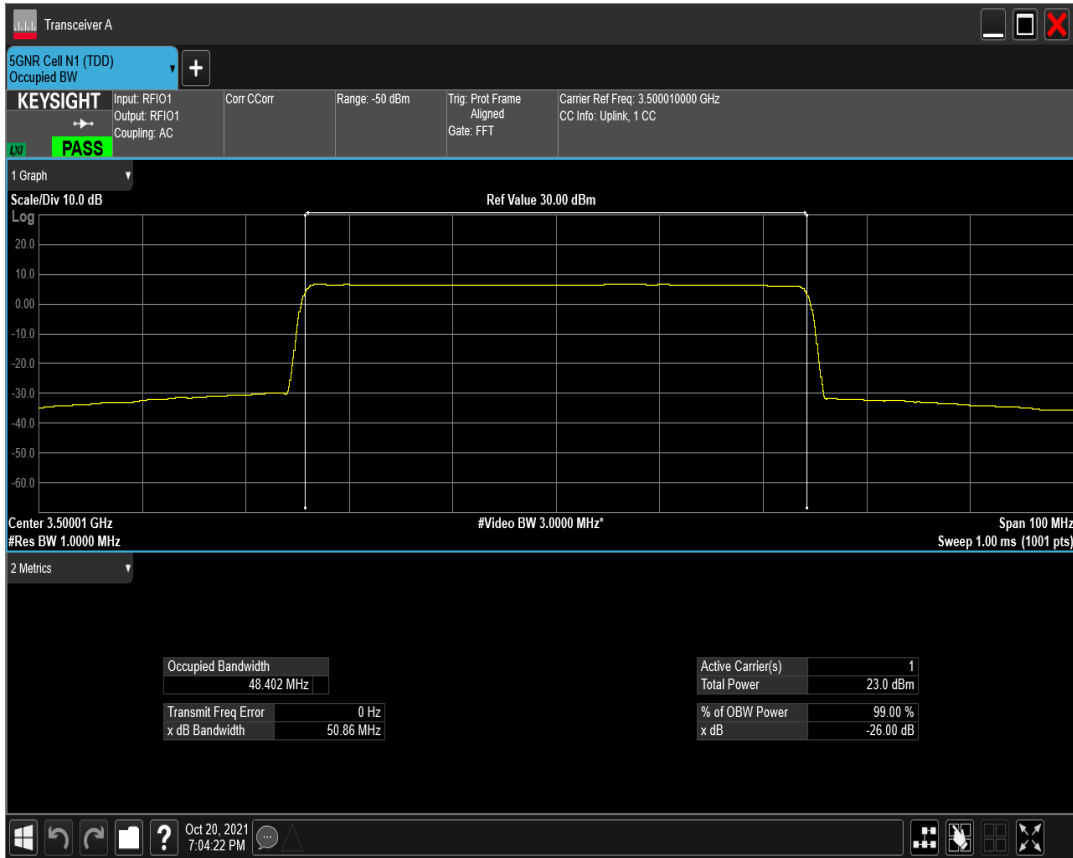 Transceiver A
5GNR Cell N1 (TDD)
Occupied BW
+
KEYSIGHT
LXI
PASS
Input: RFIO1
Output: RFIO1
Coupling: AC
Corr CCorr
Range: -50 dBm
Trig: Prot Frame
Aligned
Gate: FFT
Carrier Ref Freq: 3.500010000 GHz
CC Info: Uplink, 1 CC
1 Graph
Scale/Div 10.0 dB
Ref Value 30.00 dBm
Log
20.0
10.0
0.00
-10.0
-20.0
-30.0
-40.0
-50.0
-60.0
Center 3.50001 GHz
#Video BW 3.0000 MHz*
Span 100 MHz
#Res BW 1.0000 MHz
Sweep 1.00 ms (1001 pts)
2 Metrics
Occupied Bandwidth
48.402 MHz
Transmit Freq Error 0 Hz
x dB Bandwidth 50.86 MHz
Active Carrier(s) 1
Total Power 23.0 dBm
% of OBW Power 99.00 %
x dB -26.00 dB
?
Oct 20, 2021
7:04:22 PM